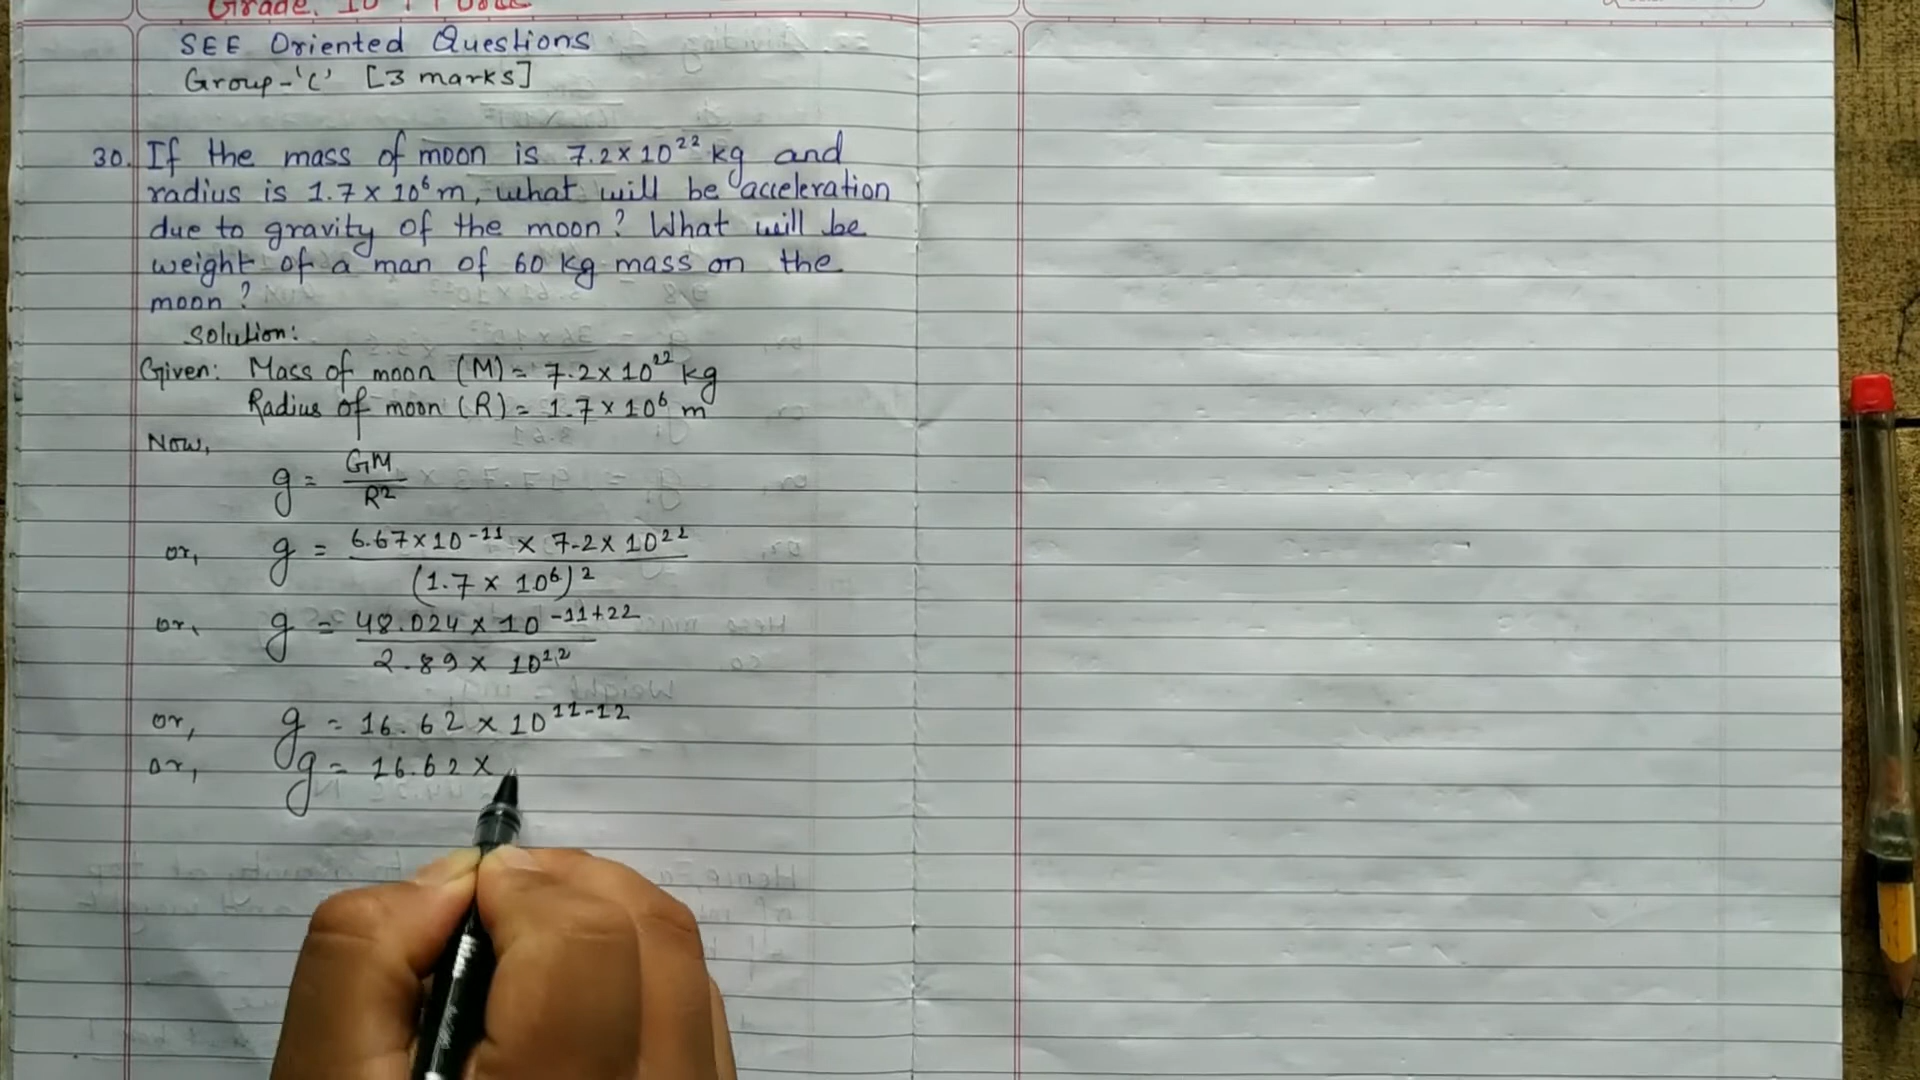 Grade: 10
SEE Oriented Questions
Group-'C' [3 marks]
30. If the mass of moon is 7.2 × 10²² kg and
radius is 1.7 × 10⁶ m, what will be acceleration
due to gravity of the moon? What will be
weight of a man of 60 kg mass on the
moon?
Solution:
Given: Mass of moon (M) = 7.2 × 10²² kg
Radius of moon (R) = 1.7 × 10⁶ m
Now,
g = GM / R²
or, g = 6.67 × 10⁻¹¹ × 7.2 × 10²² / (1.7 × 10⁶)²
or, g = 48.024 × 10⁻¹¹⁺²² / 2.89 × 10¹²
or, g = 16.62 × 10¹¹⁻¹²
or, g = 16.62 ×